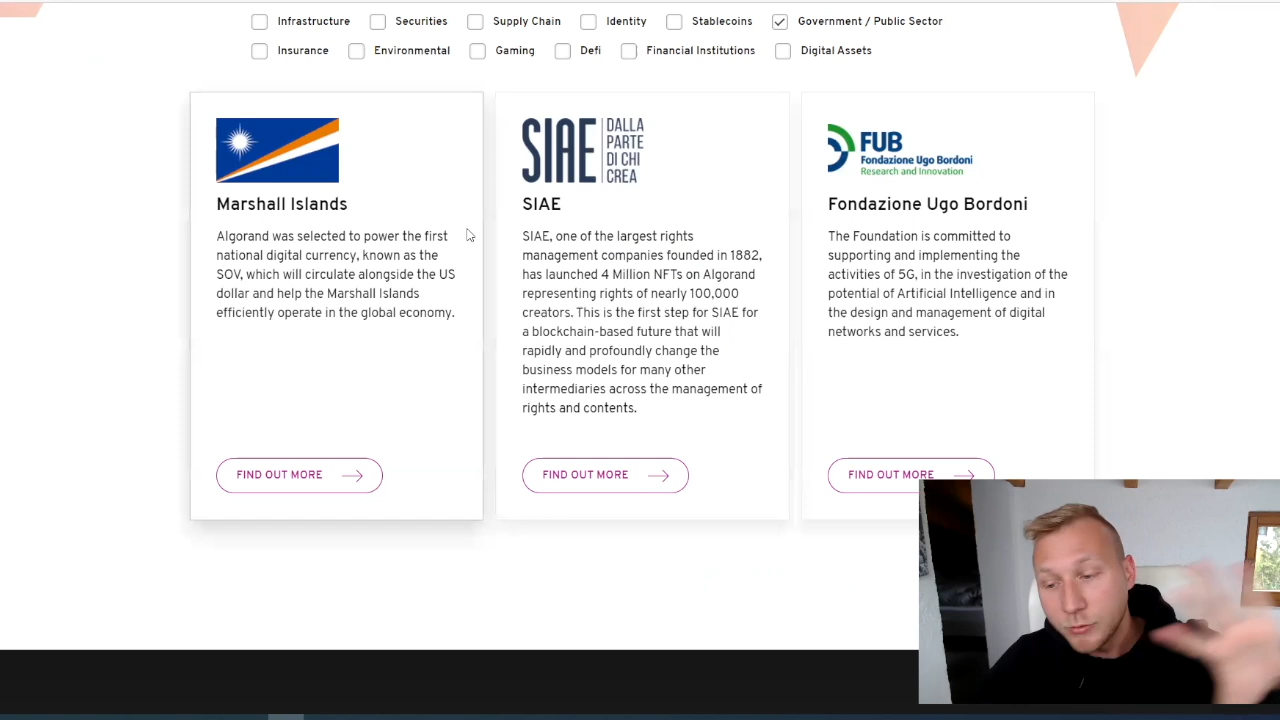 Infrastructure Securities Supply Chain Identity Stablecoins Government / Public Sector
Insurance Environmental Gaming Defi Financial Institutions Digital Assets
Marshall Islands
Algorand was selected to power the first
national digital currency, known as the
SOV, which will circulate alongside the US
dollar and help the Marshall Islands
efficiently operate in the global economy.
FIND OUT MORE
SIAE
DALLA
PARTE
DI CHI
CREA
SIAE
SIAE, one of the largest rights
management companies founded in 1882,
has launched 4 Million NFTs on Algorand
representing rights of nearly 100,000
creators. This is the first step for SIAE for
a blockchain-based future that will
rapidly and profoundly change the
business models for many other
intermediaries across the management of
rights and contents.
FIND OUT MORE
FUB
Fondazione Ugo Bordoni
Research and Innovation
Fondazione Ugo Bordoni
The Foundation is committed to
supporting and implementing the
activities of 5G, in the investigation of the
potential of Artificial Intelligence and in
the design and management of digital
networks and services.
FIND OUT MORE